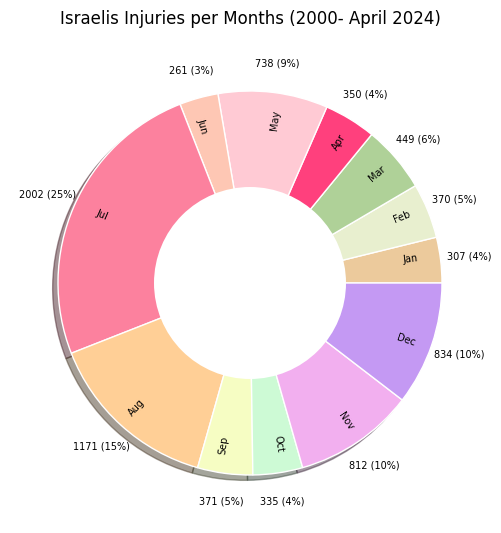 Israelis Injuries per Months (2000- April 2024)
738 (9%)
261 (3%)
350 (4%)
May
Jun
Apr
449 (6%)
Mar
2002 (25%)
370 (5%)
Jul
Feb
307 (4%)
Jan
Dec
834 (10%)
Aug
Nov
1171 (15%)
Sep
Oct
812 (10%)
371 (5%)
335 (4%)